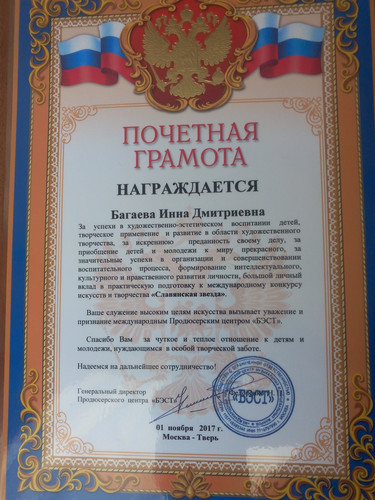 ПОЧЕТНАЯ
ГРАМОТА
НАГРАЖДАЕТСЯ
Багаева Инна Дмитриевна
За успехи в художественно-эстетическом воспитании детей,
творческое применение и развитие в области художественного
творчества, за искреннюю преданность своему делу, за
приобщение детей и молодежи к миру прекрасного, за
значительные успехи в организации и совершенствовании
воспитательного процесса, формирование интеллектуального,
культурного и нравственного развития личности, большой личный
вклад в практическую подготовку к международному конкурсу
искусств и творчества «Славянская звезда».
Ваше служение высоким целям искусства вызывает уважение и
признание международным Продюсерским центром «БЭСТ».
Спасибо Вам за чуткое и теплое отношение к детям и
молодежи, нуждающимся в особой творческой заботе.
Надеемся на дальнейшее сотрудничество!
Генеральный директор
Продюсерского центра «БЭСТ»
«БЭСТ»
01 ноября 2017 г.
Москва - Тверь